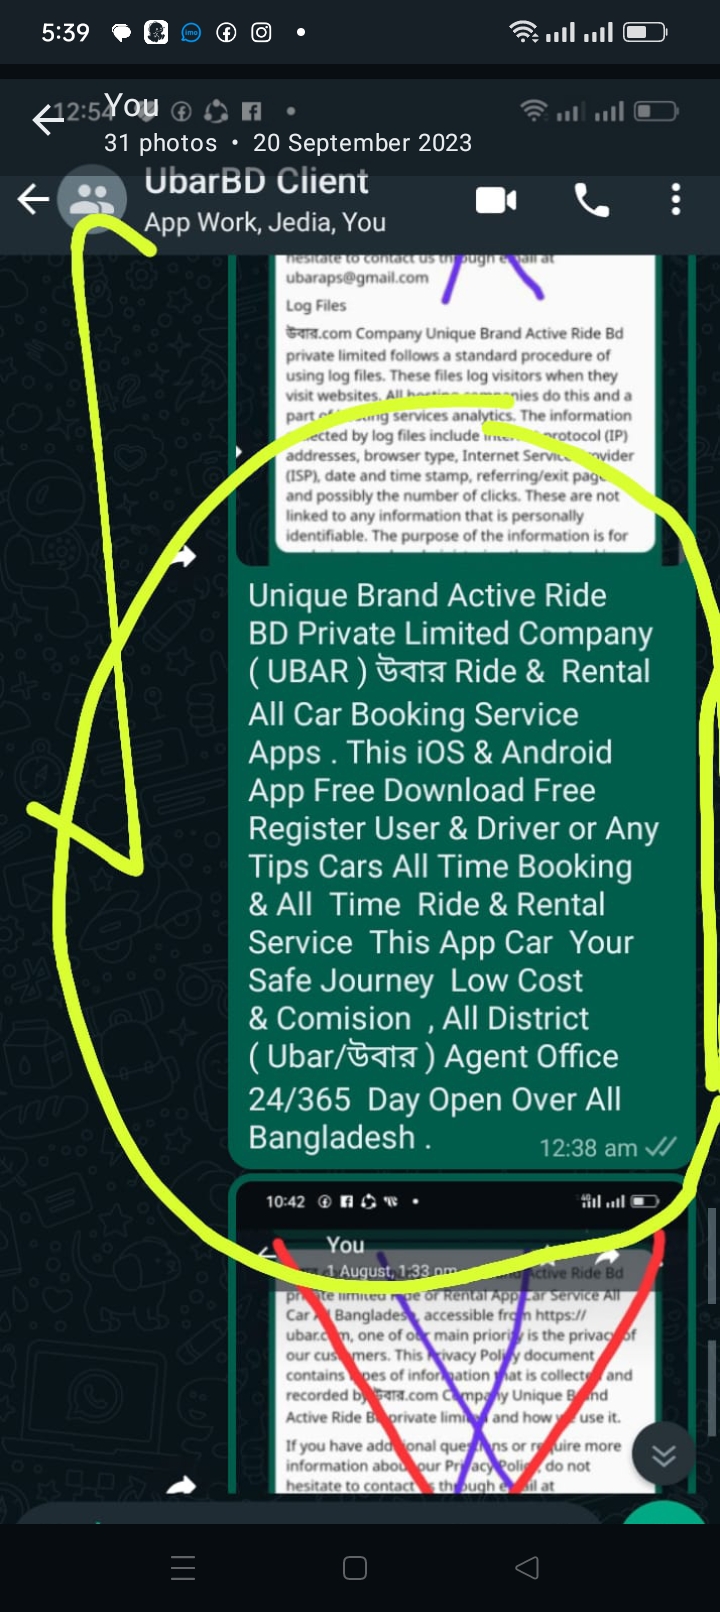 5:39
12:54
You
31 photos • 20 September 2023
UbarBD Client
App Work, Jedia, You
hesitate to contact us through email at
ubaraps@gmail.com
Log Files
উবার.com Company Unique Brand Active Ride Bd
private limited follows a standard procedure of
using log files. These files log visitors when they
visit websites. All hosting companies do this and a
part of hosting services analytics. The information
collected by log files include internet protocol (IP)
addresses, browser type, Internet Service Provider
(ISP), date and time stamp, referring/exit pages
and possibly the number of clicks. These are not
linked to any information that is personally
identifiable. The purpose of the information is for
Unique Brand Active Ride
BD Private Limited Company
( UBAR ) উবার Ride & Rental
All Car Booking Service
Apps . This iOS & Android
App Free Download Free
Register User & Driver or Any
Tips Cars All Time Booking
& All Time Ride & Rental
Service This App Car Your
Safe Journey Low Cost
& Comision , All District
( Ubar/উবার ) Agent Office
24/365 Day Open Over All
Bangladesh .
12:38 am
10:42
You
1 August, 1:33 pm
Active Ride Bd
private limited Ride or Rental App Car Service All
Car All Bangladesh, accessible from https://
ubar.com, one of our main priority is the privacy of
our customers. This Privacy Policy document
contains types of information that is collected and
recorded by উবার.com Company Unique Brand
Active Ride Bd private limited and how we use it.
If you have additional questions or require more
information about our Privacy Policy, do not
hesitate to contact us through email at